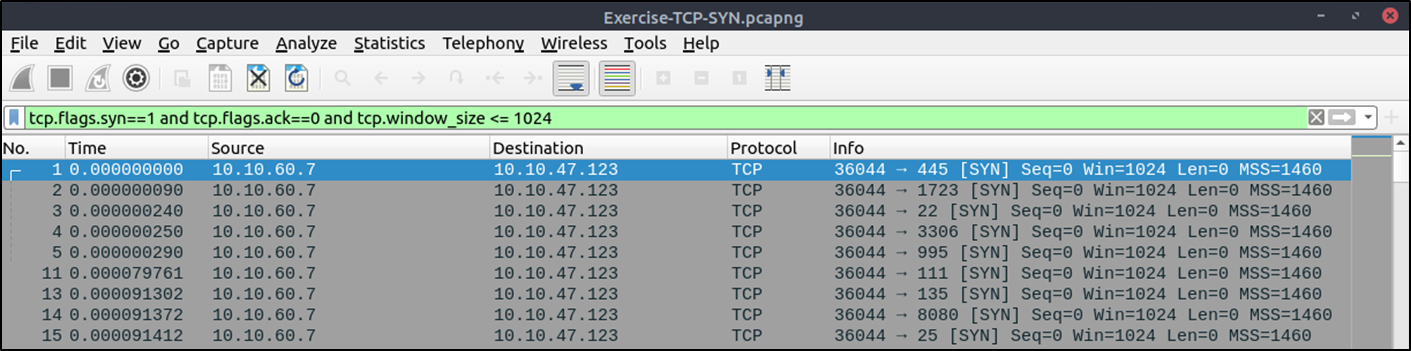 Exercise-TCP-SYN.pcapng
File Edit View Go Capture Analyze Statistics Telephony Wireless Tools Help
tcp.flags.syn==1 and tcp.flags.ack==0 and tcp.window_size <= 1024
No. Time Source Destination Protocol Info
1 0.000000000 10.10.60.7 10.10.47.123 TCP 36044 → 445 [SYN] Seq=0 Win=1024 Len=0 MSS=1460
2 0.000000090 10.10.60.7 10.10.47.123 TCP 36044 → 1723 [SYN] Seq=0 Win=1024 Len=0 MSS=1460
3 0.000000240 10.10.60.7 10.10.47.123 TCP 36044 → 22 [SYN] Seq=0 Win=1024 Len=0 MSS=1460
4 0.000000250 10.10.60.7 10.10.47.123 TCP 36044 → 3306 [SYN] Seq=0 Win=1024 Len=0 MSS=1460
5 0.000000290 10.10.60.7 10.10.47.123 TCP 36044 → 995 [SYN] Seq=0 Win=1024 Len=0 MSS=1460
11 0.000079761 10.10.60.7 10.10.47.123 TCP 36044 → 111 [SYN] Seq=0 Win=1024 Len=0 MSS=1460
13 0.000091302 10.10.60.7 10.10.47.123 TCP 36044 → 135 [SYN] Seq=0 Win=1024 Len=0 MSS=1460
14 0.000091372 10.10.60.7 10.10.47.123 TCP 36044 → 8080 [SYN] Seq=0 Win=1024 Len=0 MSS=1460
15 0.000091412 10.10.60.7 10.10.47.123 TCP 36044 → 25 [SYN] Seq=0 Win=1024 Len=0 MSS=1460